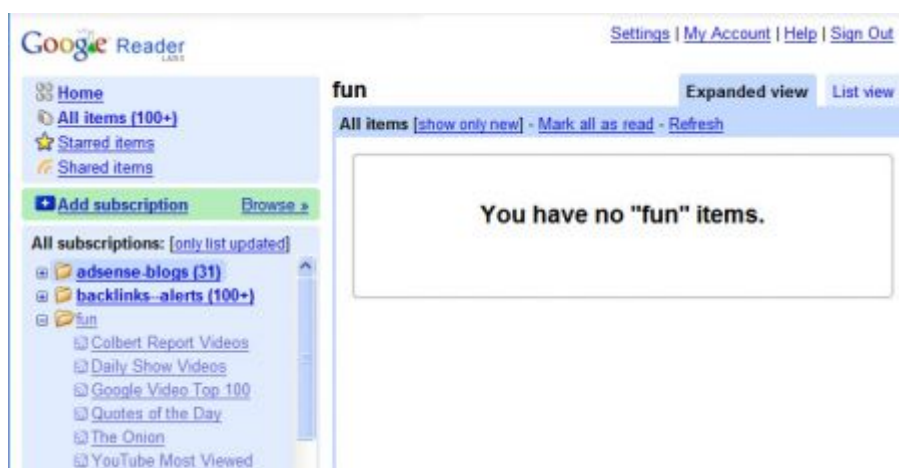 Google Reader
LABS
Settings | My Account | Help | Sign Out
Home
All items (100+)
Starred items
Shared items
Add subscription Browse »
All subscriptions: [only list updated]
adsense-blogs (31)
backlinks--alerts (100+)
fun
Colbert Report Videos
Daily Show Videos
Google Video Top 100
Quotes of the Day
The Onion
YouTube Most Viewed
fun
Expanded view List view
All items [show only new] - Mark all as read - Refresh
You have no "fun" items.